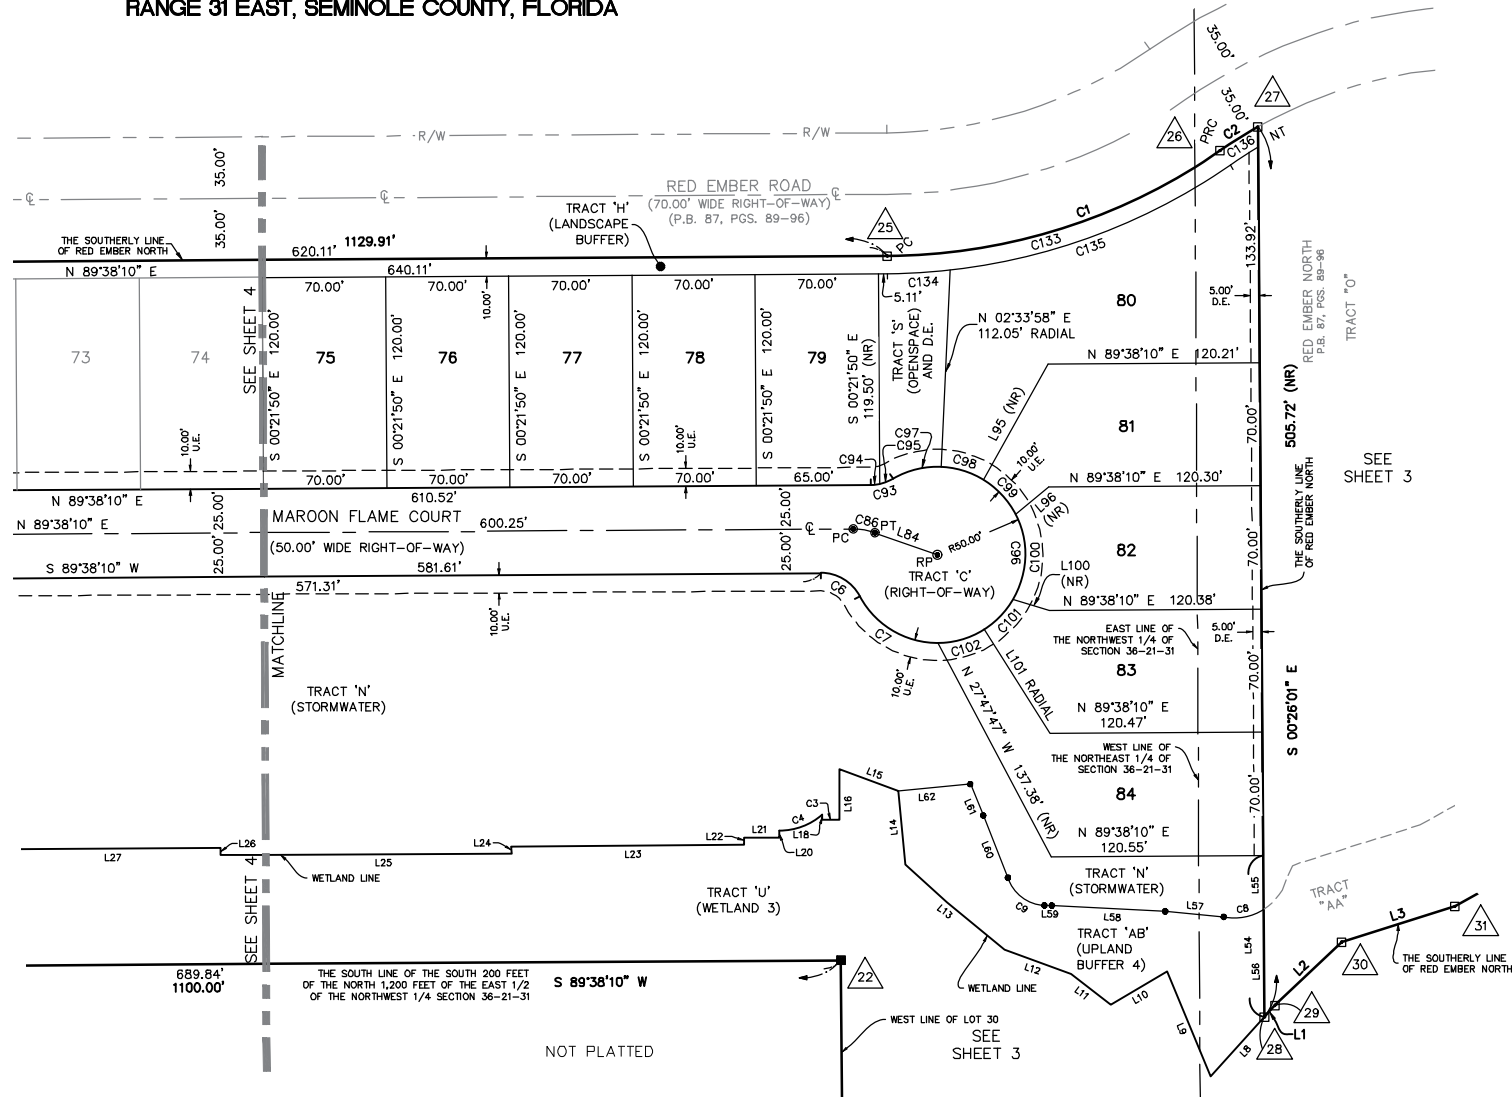 RANGE 31 EAST, SEMINOLE COUNTY, FLORIDA
35.00'
35.00'
27
26
PRC
C2
NT
C136
R/W
R/W
35.00'
35.00'
℄
℄
℄
RED EMBER ROAD
(70.00' WIDE RIGHT-OF-WAY)
(P.B. 87, PGS. 89-96)
TRACT 'H'
(LANDSCAPE
BUFFER)
25
PC
C1
C133
C135
133.92'
THE SOUTHERLY LINE
OF RED EMBER NORTH
620.11'
1129.91'
N 89°38'10" E
640.11'
70.00'
70.00'
70.00'
70.00'
70.00'
10.00'
C134
5.11'
80
5.00'
D.E.
RED EMBER NORTH
P.B. 87, PGS. 89-96
TRACT "O"
N 02°33'58" E
112.05' RADIAL
SEE SHEET 4
73
74
75
76
77
78
79
S 00°21'50" E 120.00'
S 00°21'50" E 120.00'
S 00°21'50" E 120.00'
S 00°21'50" E 120.00'
S 00°21'50" E 120.00'
S 00°21'50" E
119.50' (NR)
TRACT 'S'
(OPENSPACE)
AND D.E.
N 89°38'10" E 120.21'
L95 (NR)
81
70.00'
505.72' (NR)
10.00'
U.E.
10.00'
U.E.
C97
C95
C94
C93
C98
10.00'
U.E.
C99
L96
(NR)
N 89°38'10" E 120.30'
SEE
SHEET 3
THE SOUTHERLY LINE
OF RED EMBER NORTH
70.00'
70.00'
70.00'
70.00'
65.00'
N 89°38'10" E
610.52'
N 89°38'10" E
25.00'
25.00'
MAROON FLAME COURT
600.25'
25.00'
25.00'
℄
C86
PT
L84
PC
RP
R50.00'
C96
C100
82
70.00'
(50.00' WIDE RIGHT-OF-WAY)
TRACT 'C'
(RIGHT-OF-WAY)
L100
(NR)
S 89°38'10" W
581.61'
571.31'
C6
C7
C101
C102
N 89°38'10" E 120.38'
10.00'
U.E.
10.00'
U.E.
EAST LINE OF
THE NORTHWEST 1/4 OF
SECTION 36-21-31
5.00'
D.E.
MATCHLINE
TRACT 'N'
(STORMWATER)
L101 RADIAL
83
70.00'
S 00°26'01" E
N 89°38'10" E
120.47'
N 27°47'47" W 137.38' (NR)
WEST LINE OF
THE NORTHEAST 1/4 OF
SECTION 36-21-31
84
70.00'
L15
L16
L62
L61
C3
C4
L18
L14
L22
L21
L20
L24
L23
L26
L27
L25
WETLAND LINE
N 89°38'10" E
120.55'
L60
TRACT 'N'
(STORMWATER)
L55
TRACT
"AA"
SEE SHEET 4
TRACT 'U'
(WETLAND 3)
C9
L59
L58
L57
C8
L13
TRACT 'AB'
(UPLAND
BUFFER 4)
L54
L3
31
THE SOUTHERLY LINE
OF RED EMBER NORTH
30
689.84'
1100.00'
THE SOUTH LINE OF THE SOUTH 200 FEET
OF THE NORTH 1,200 FEET OF THE EAST 1/2
OF THE NORTHWEST 1/4 SECTION 36-21-31
S 89°38'10" W
22
L12
L11
L10
L9
L56
L2
WETLAND LINE
29
WEST LINE OF LOT 30
SEE
SHEET 3
L8
L1
28
NOT PLATTED